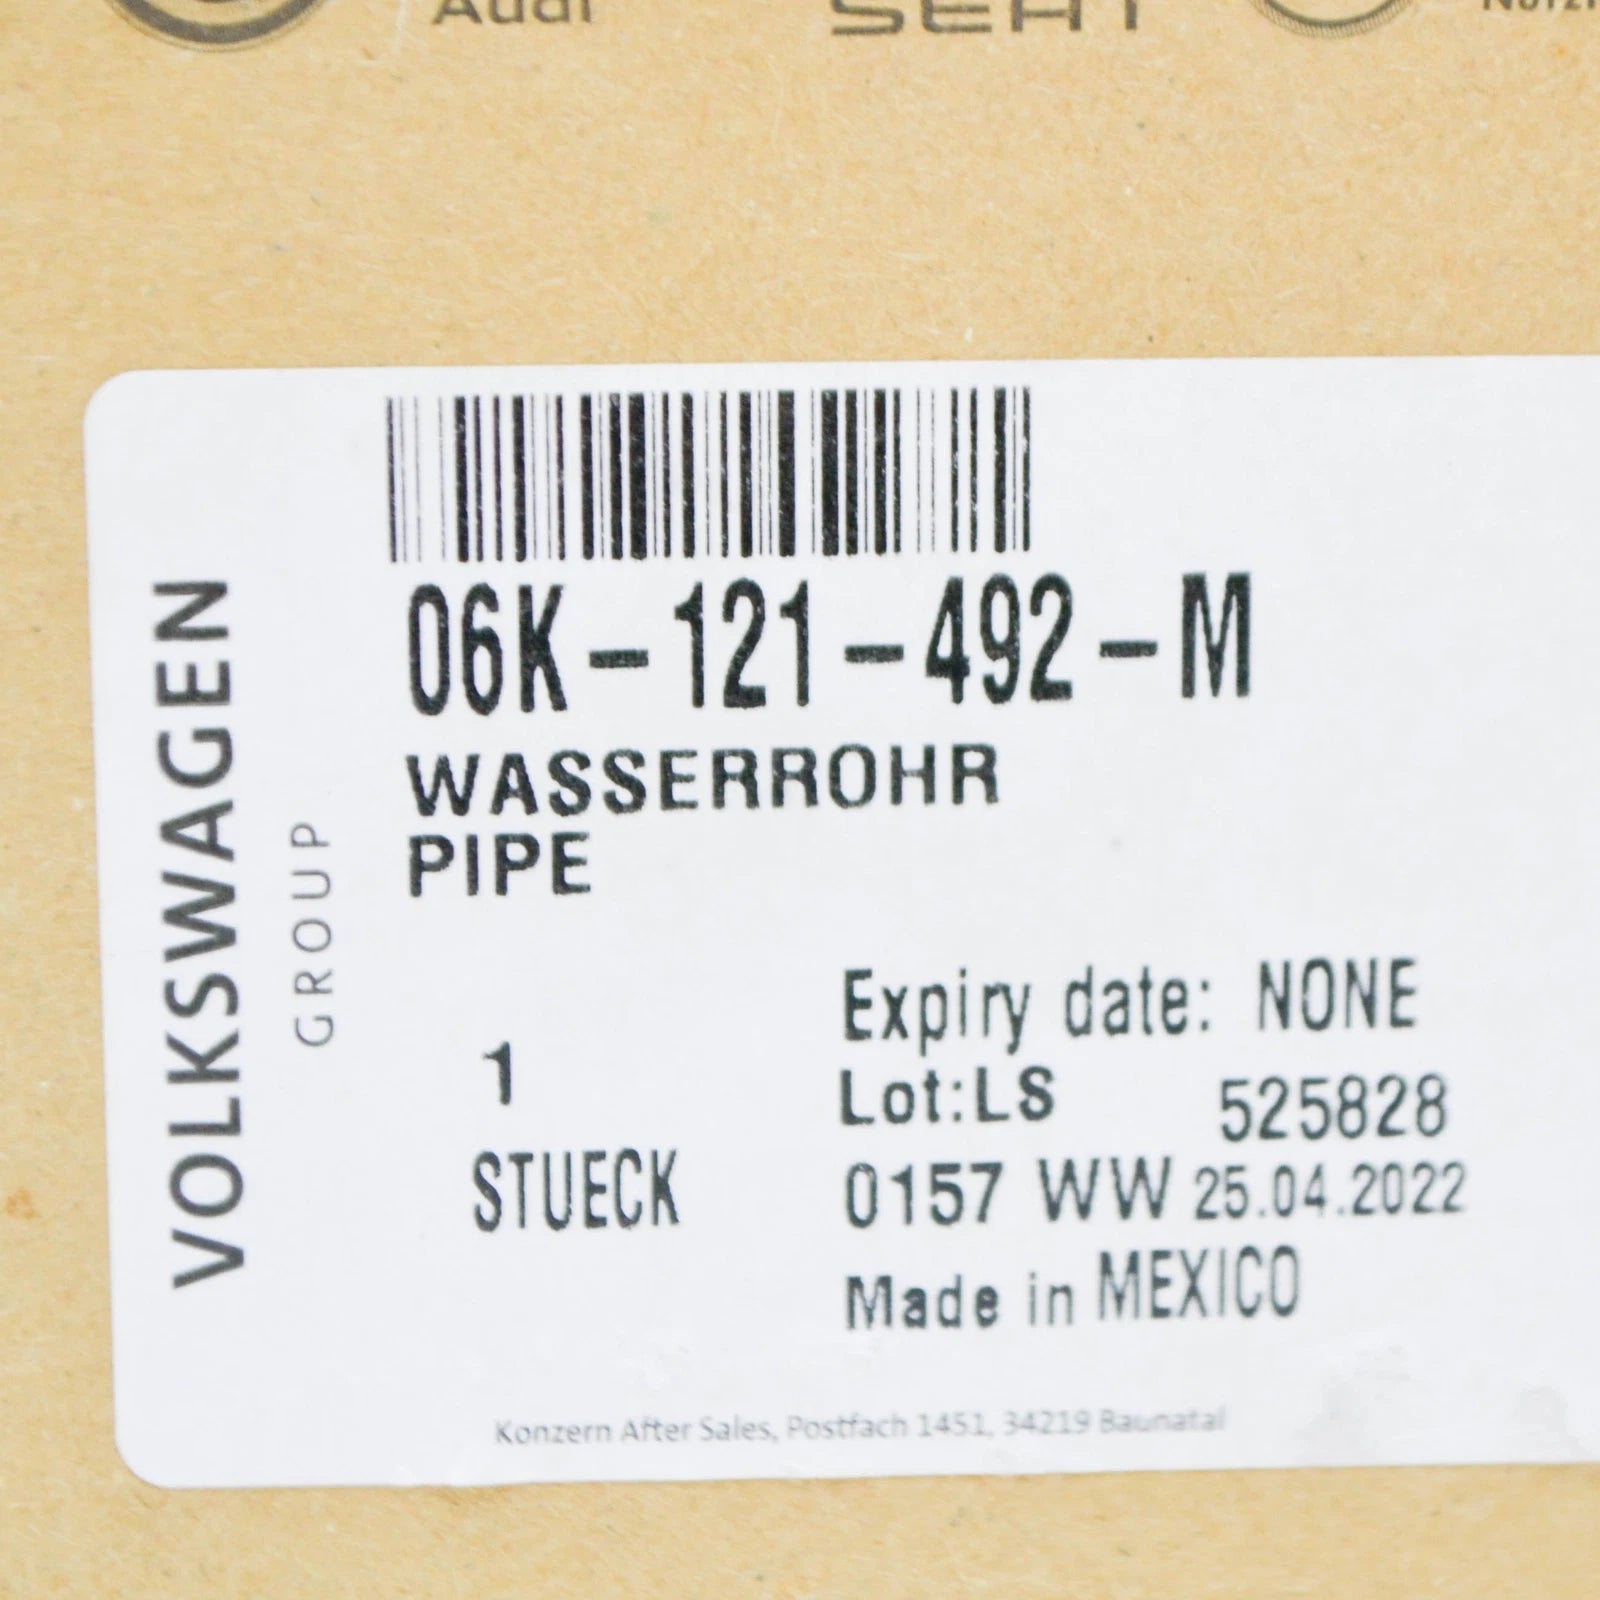 Audi
SEAT
VOLKSWAGEN
GROUP
06K-121-492-M
WASSERROHR
PIPE
Expiry date: NONE
1
Lot:LS 525828
STUECK
0157 WW 25.04.2022
Made in MEXICO
Konzern After Sales, Postfach 1451, 34219 Baunatal